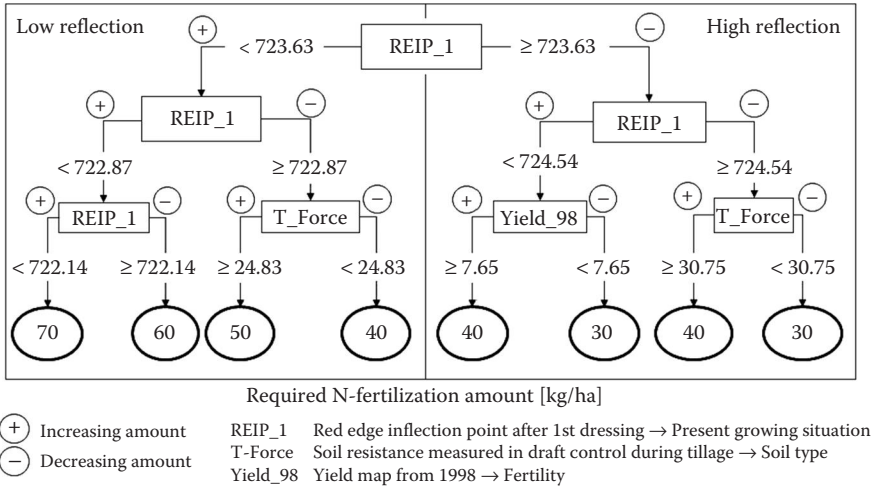 Low reflection
High reflection
+
−
< 723.63
REIP_1
≥ 723.63
+
−
REIP_1
+
−
REIP_1
< 722.87
≥ 722.87
< 724.54
≥ 724.54
+
−
REIP_1
+
−
T_Force
+
−
Yield_98
+
−
T_Force
< 722.14
≥ 722.14
≥ 24.83
< 24.83
≥ 7.65
< 7.65
≥ 30.75
< 30.75
70
60
50
40
40
30
40
30
Required N-fertilization amount [kg/ha]
+ Increasing amount
− Decreasing amount
REIP_1 Red edge inflection point after 1st dressing → Present growing situation
T-Force Soil resistance measured in draft control during tillage → Soil type
Yield_98 Yield map from 1998 → Fertility